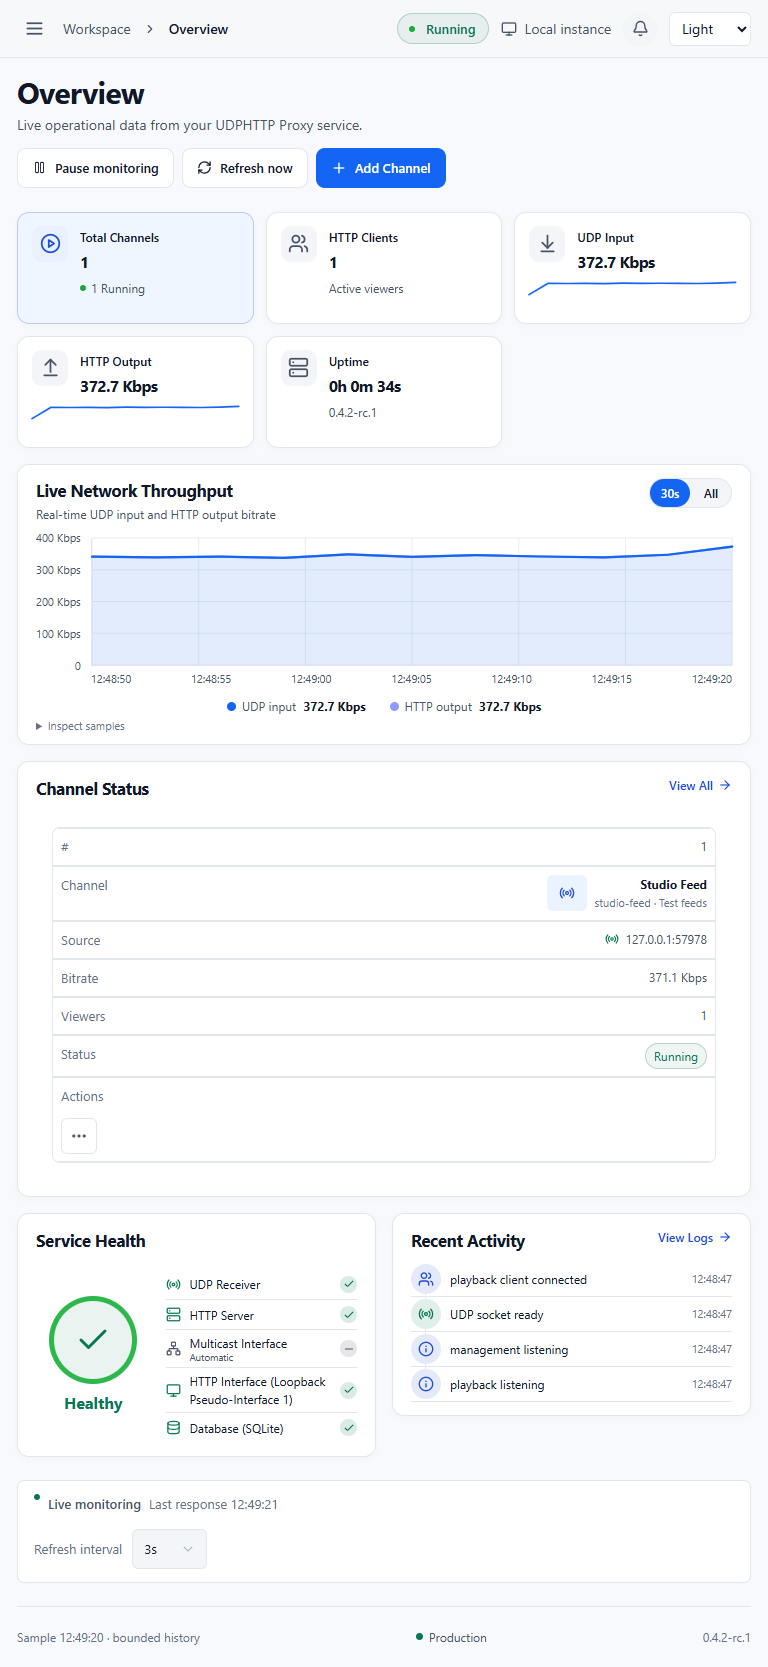 Workspace > Overview
Running
Local instance
Light
Overview
Live operational data from your UDPHTTP Proxy service.
Pause monitoring
Refresh now
+ Add Channel
Total Channels
1
1 Running
HTTP Clients
1
Active viewers
UDP Input
372.7 Kbps
HTTP Output
372.7 Kbps
Uptime
0h 0m 34s
0.4.2-rc.1
Live Network Throughput
Real-time UDP input and HTTP output bitrate
30s
All
400 Kbps
300 Kbps
200 Kbps
100 Kbps
0
12:48:50 12:48:55 12:49:00 12:49:05 12:49:10 12:49:15 12:49:20
UDP input 372.7 Kbps HTTP output 372.7 Kbps
Inspect samples
Channel Status
View All →
# 1
Channel Studio Feed
studio-feed · Test feeds
Source 127.0.0.1:57978
Bitrate 371.1 Kbps
Viewers 1
Status Running
Actions
...
Service Health
Healthy
UDP Receiver
HTTP Server
Multicast Interface
Automatic
HTTP Interface (Loopback
Pseudo-Interface 1)
Database (SQLite)
Recent Activity
View Logs →
playback client connected 12:48:47
UDP socket ready 12:48:47
management listening 12:48:47
playback listening 12:48:47
Live monitoring Last response 12:49:21
Refresh interval 3s
Sample 12:49:20 · bounded history
Production
0.4.2-rc.1